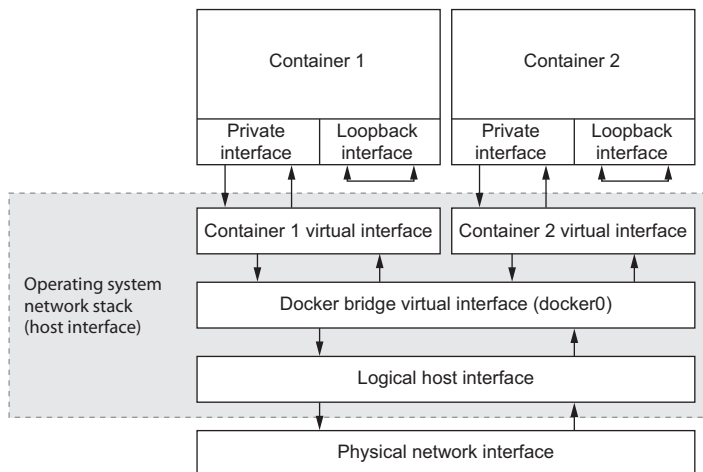 Container 1
Container 2
Private
interface
Loopback
interface
Private
interface
Loopback
interface
Container 1 virtual interface
Container 2 virtual interface
Operating system
network stack
(host interface)
Docker bridge virtual interface (docker0)
Logical host interface
Physical network interface